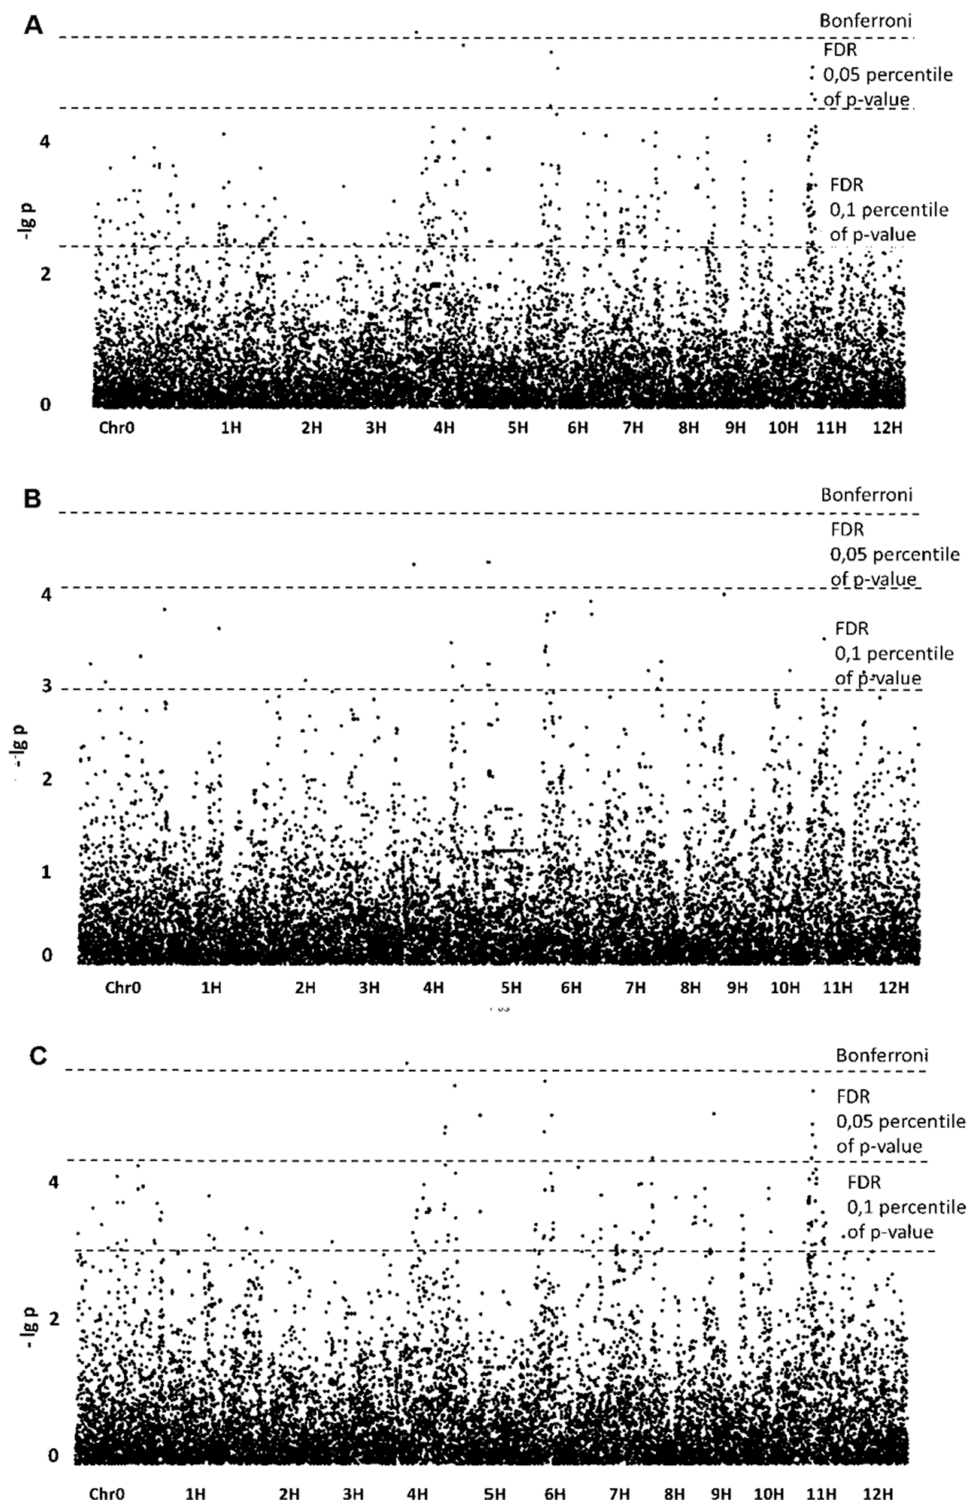 A
Bonferroni
FDR
0,05 percentile
of p-value
4
FDR
0,1 percentile
of p-value
-lg p
2
0
Chr0 1H 2H 3H 4H 5H 6H 7H 8H 9H 10H 11H 12H
B
Bonferroni
FDR
0,05 percentile
of p-value
4
FDR
0,1 percentile
of p-value
3
-lg p
2
1
0
Chr0 1H 2H 3H 4H 5H 6H 7H 8H 9H 10H 11H 12H
C
Bonferroni
FDR
0,05 percentile
of p-value
4
FDR
0,1 percentile
of p-value
-lg p
2
0
Chr0 1H 2H 3H 4H 5H 6H 7H 8H 9H 10H 11H 12H